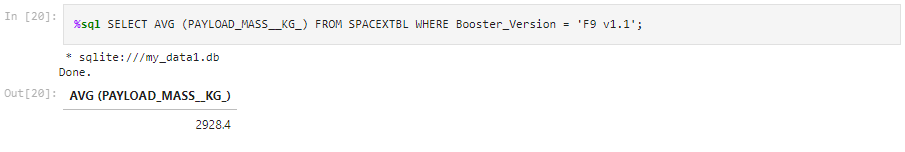 In [20]: %sql SELECT AVG (PAYLOAD_MASS__KG_) FROM SPACEXTBL WHERE Booster_Version = 'F9 v1.1';
* sqlite:///my_data1.db
Done.
Out[20]: AVG (PAYLOAD_MASS__KG_)
2928.4